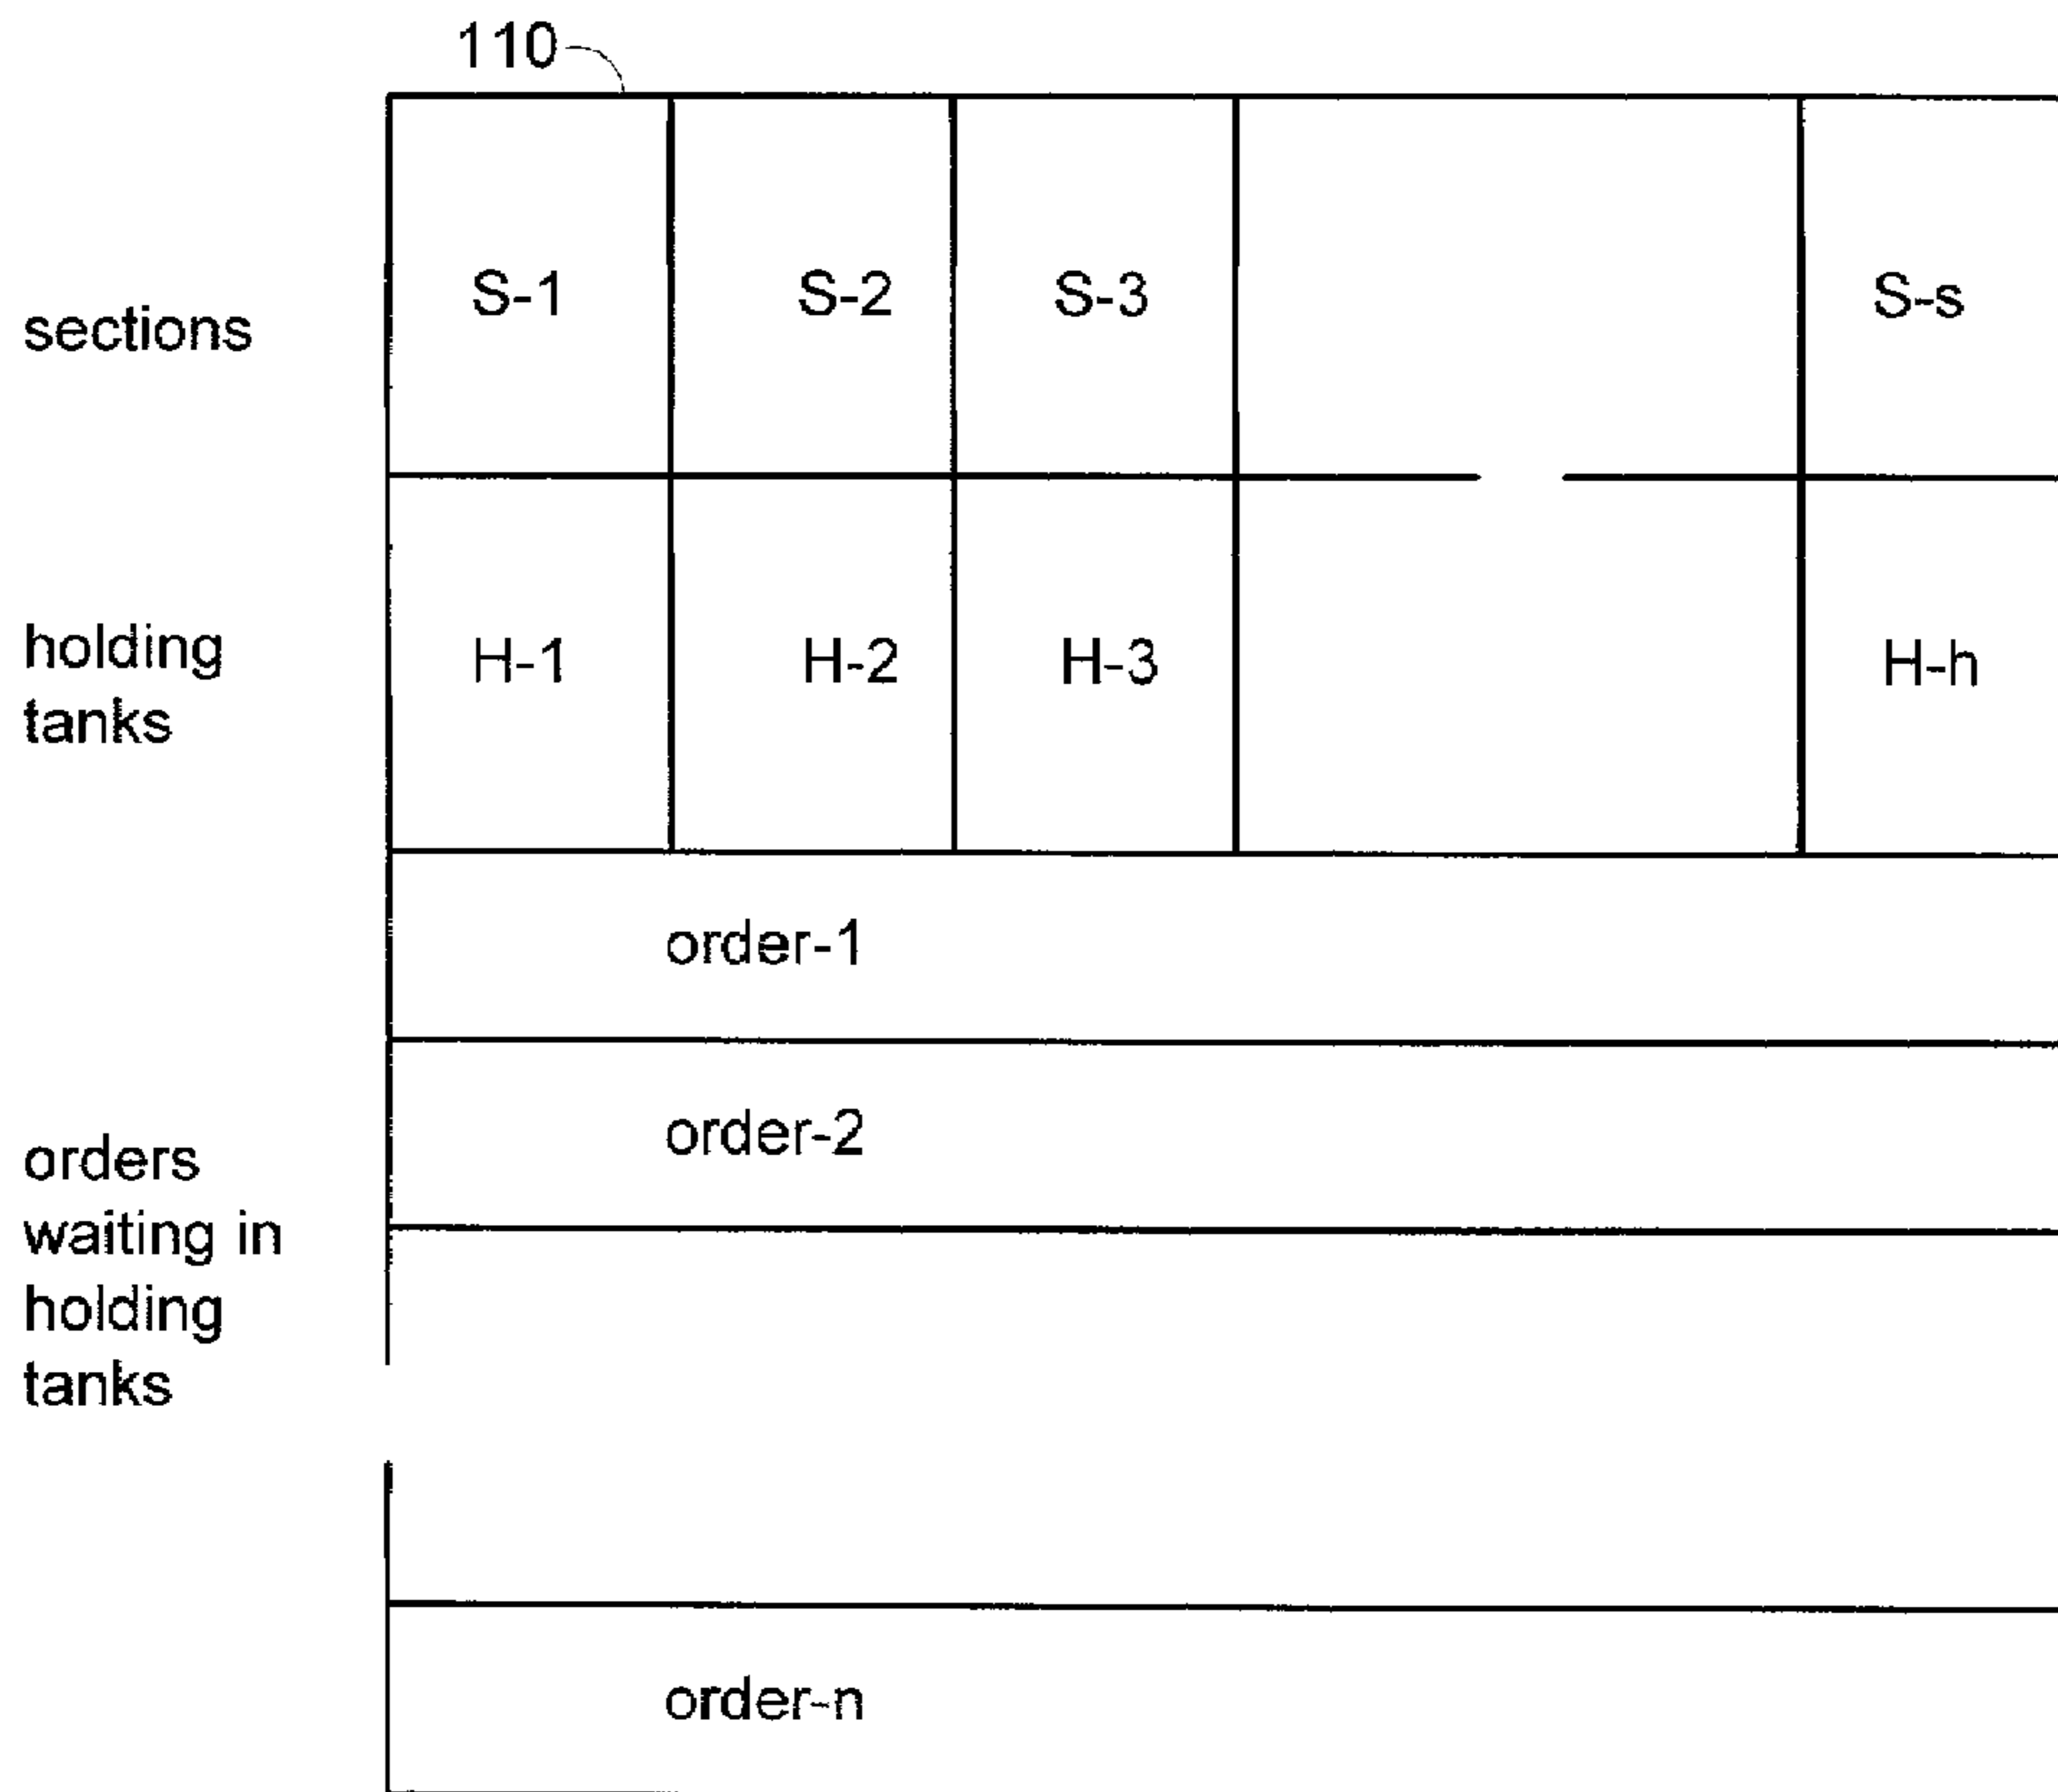 110
sections
S-1 S-2 S-3 S-s
holding
tanks
H-1 H-2 H-3 H-h
order-1
order-2
orders
waiting in
holding
tanks
order-n